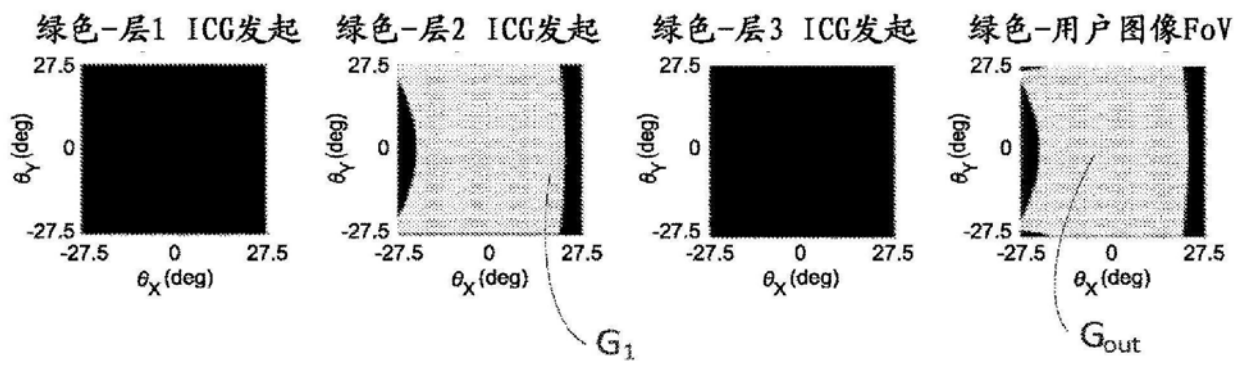 绿色-层1 ICG发起 绿色-层2 ICG发起 绿色-层3 ICG发起 绿色-用户图像FoV
27.5 27.5 27.5 27.5
θY (deg) 0 θY (deg) 0 θY (deg) 0 θY (deg) 0
-27.5 -27.5 -27.5 -27.5
-27.5 0 27.5 -27.5 0 27.5 -27.5 0 27.5 -27.5 0 27.5
θX (deg) θX (deg) θX (deg) θX (deg)
G1 Gout